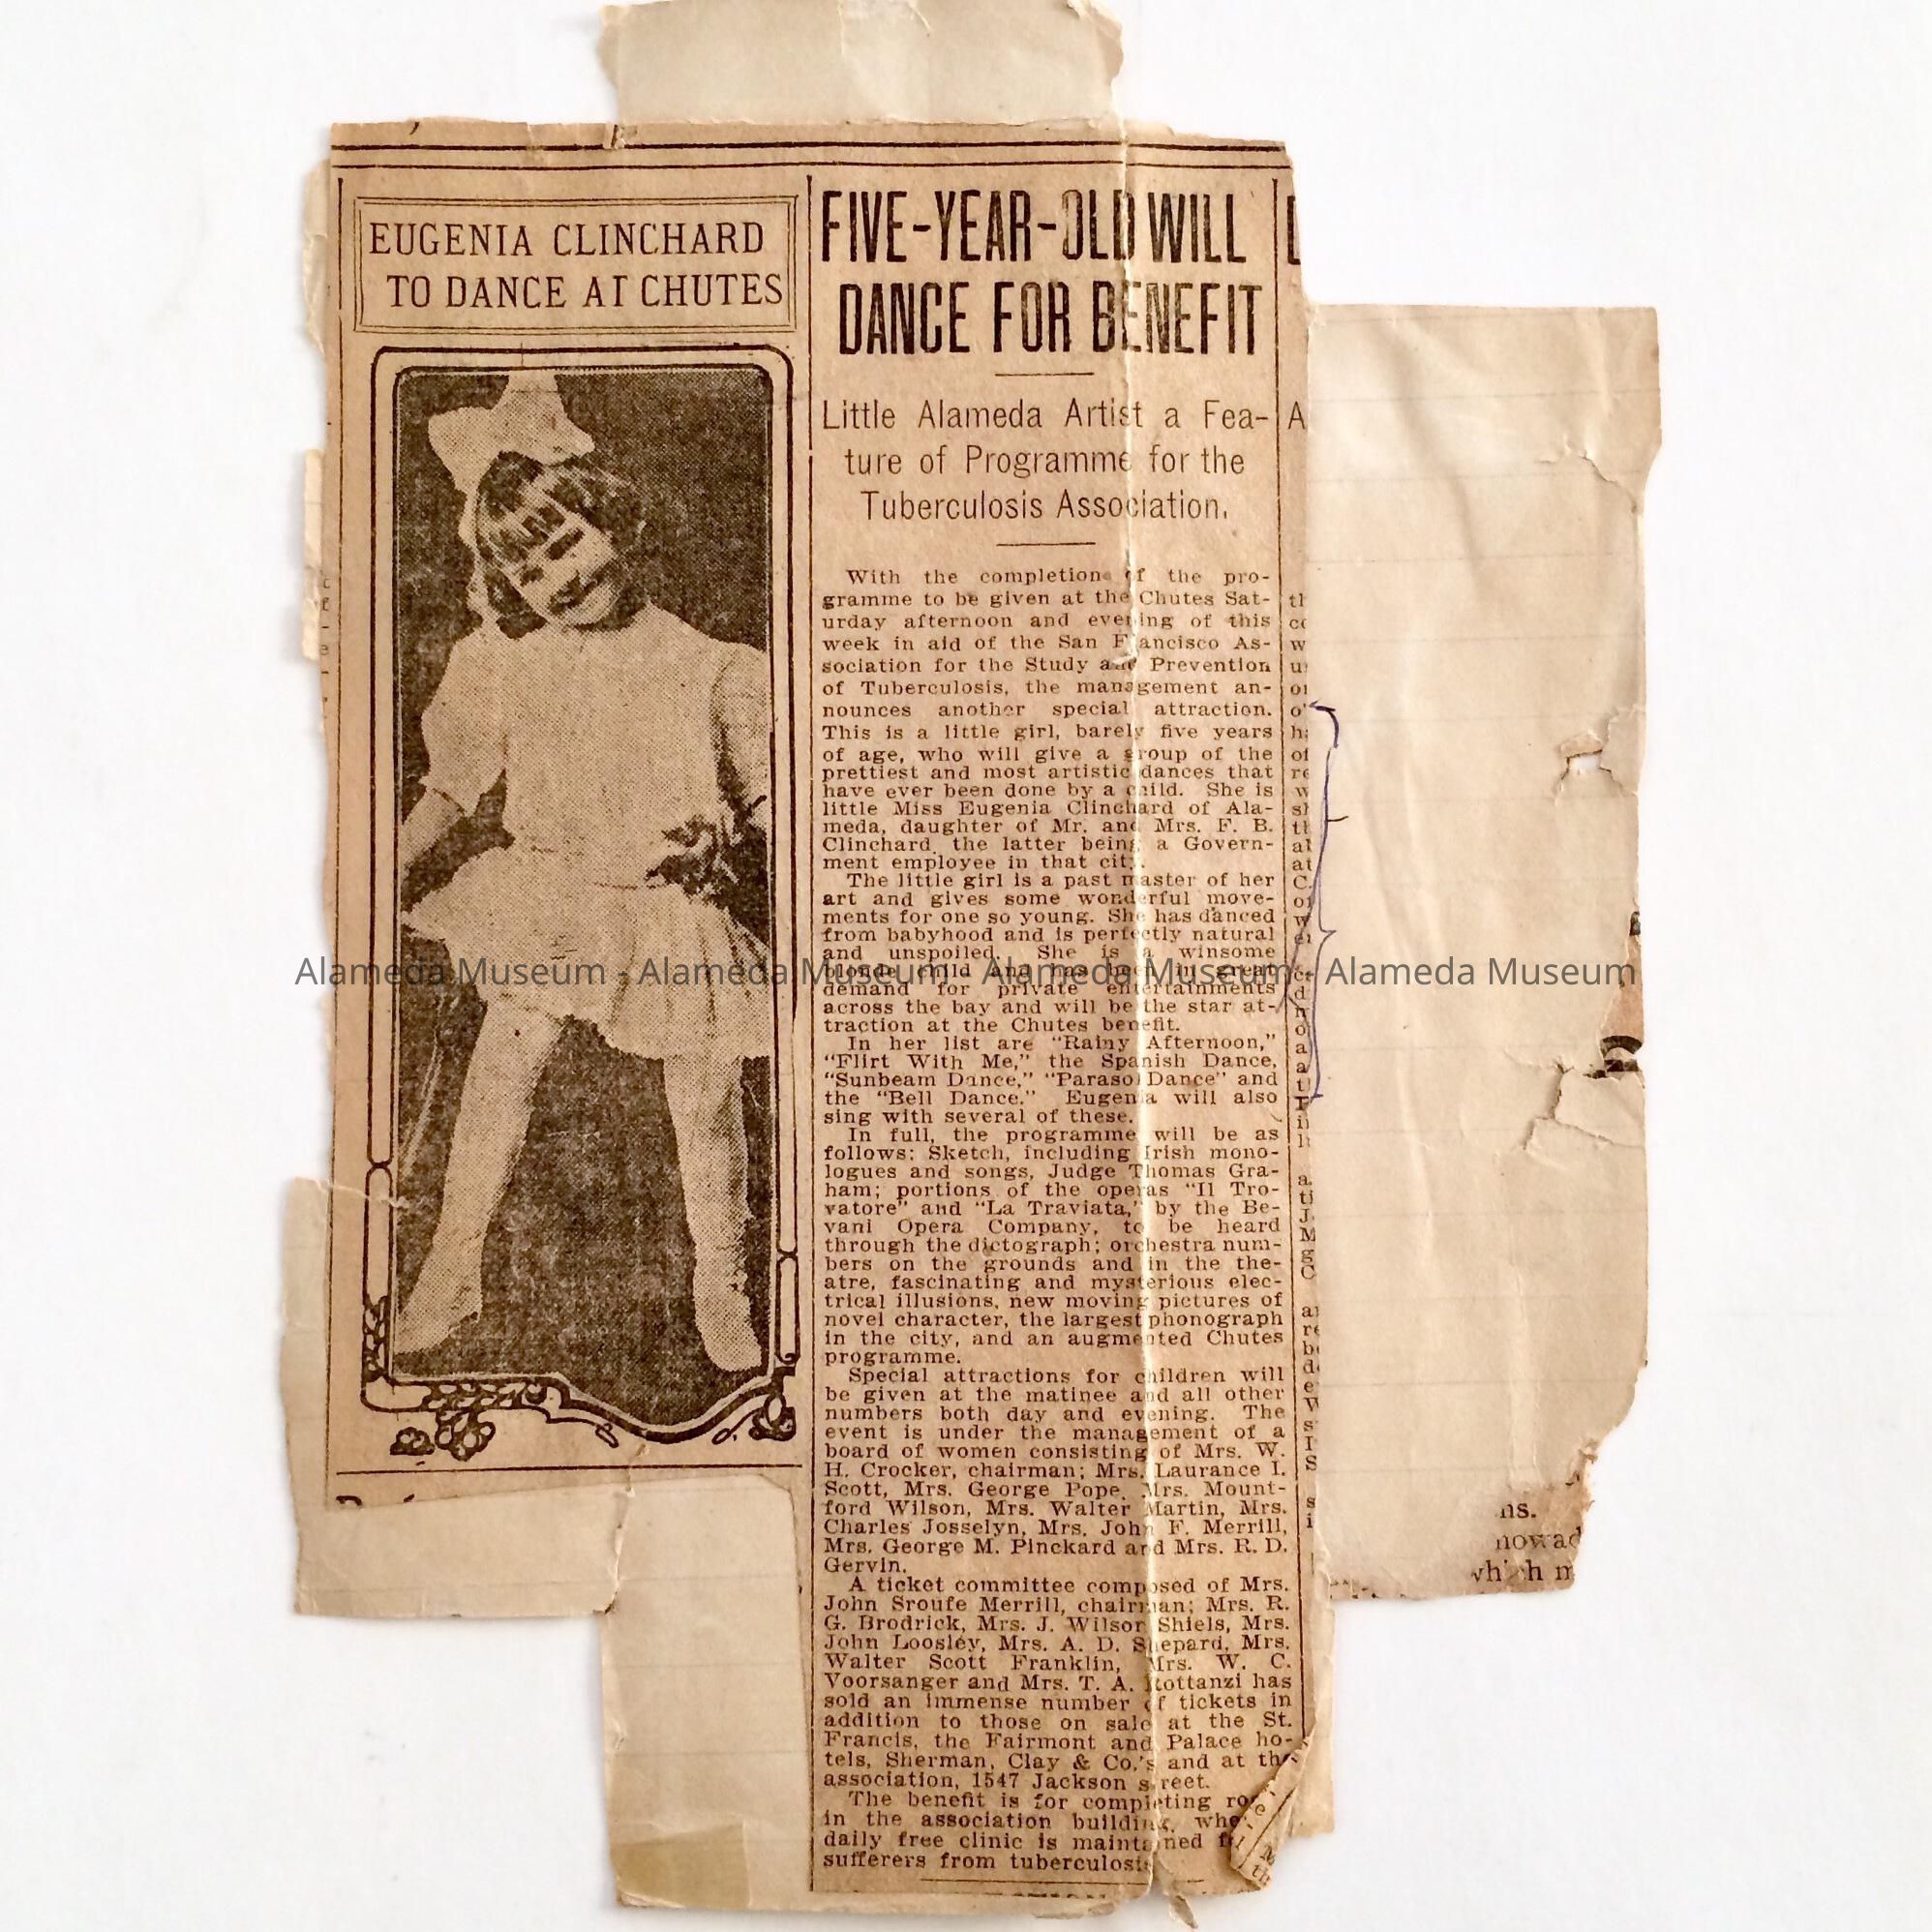 EUGENIA CLINCHARD
TO DANCE AT CHUTES
FIVE-YEAR-OLD WILL
DANCE FOR BENEFIT
Little Alameda Artist a Fea-
ture of Programme for the
Tuberculosis Association.
With the completion of the pro-
gramme to be given at the Chutes Sat-
urday afternoon and evening of this
week in aid of the San Francisco As-
sociation for the Study and Prevention
of Tuberculosis, the management an-
nounces another special attraction.
This is a little girl, barely five years
of age, who will give a group of the
prettiest and most artistic dances that
have ever been done by a child. She is
little Miss Eugenia Clinchard of Ala-
meda, daughter of Mr. and Mrs. F. B.
Clinchard, the latter being a Govern-
ment employee in that city.
The little girl is a past master of her
art and gives some wonderful move-
ments for one so young. She has danced
from babyhood and is perfectly natural
and unspoiled. She is a winsome
blonde child and has been in great
demand for private entertainments
across the bay and will be the star at-
traction at the Chutes benefit.
In her list are "Rainy Afternoon,"
"Flirt With Me," the Spanish Dance,
"Sunbeam Dance," "Parasol Dance" and
the "Bell Dance." Eugenia will also
sing with several of these.
In full, the programme will be as
follows: Sketch, including Irish mono-
logues and songs, Judge Thomas Gra-
ham; portions of the operas "Il Tro-
vatore" and "La Traviata," by the Be-
vani Opera Company, to be heard
through the dictograph; orchestra num-
bers on the grounds and in the the-
atre, fascinating and mysterious elec-
trical illusions, new moving pictures of
novel character, the largest phonograph
in the city, and an augmented Chutes
programme.
Special attractions for children will
be given at the matinee and all other
numbers both day and evening. The
event is under the management of a
board of women consisting of Mrs. W.
H. Crocker, chairman; Mrs. Laurance I.
Scott, Mrs. George Pope, Mrs. Mount-
ford Wilson, Mrs. Walter Martin, Mrs.
Charles Josselyn, Mrs. John F. Merrill,
Mrs. George M. Pinckard and Mrs. R. D.
Gervin.
A ticket committee composed of Mrs.
John Sroufe Merrill, chairman; Mrs. R.
G. Brodrick, Mrs. J. Wilson Shiels, Mrs.
John Loosley, Mrs. A. D. Shepard, Mrs.
Walter Scott Franklin, Mrs. W. C.
Voorsanger and Mrs. T. A. Rottanzi has
sold an immense number of tickets in
addition to those on sale at the St.
Francis, the Fairmont and Palace ho-
tels, Sherman, Clay & Co.'s and at the
association, 1547 Jackson street.
The benefit is for completing
in the association building,
daily free clinic is maintained
sufferers from tuberculosis
Alameda Museum - Alameda Museum - Alameda Museum - Alameda Museum